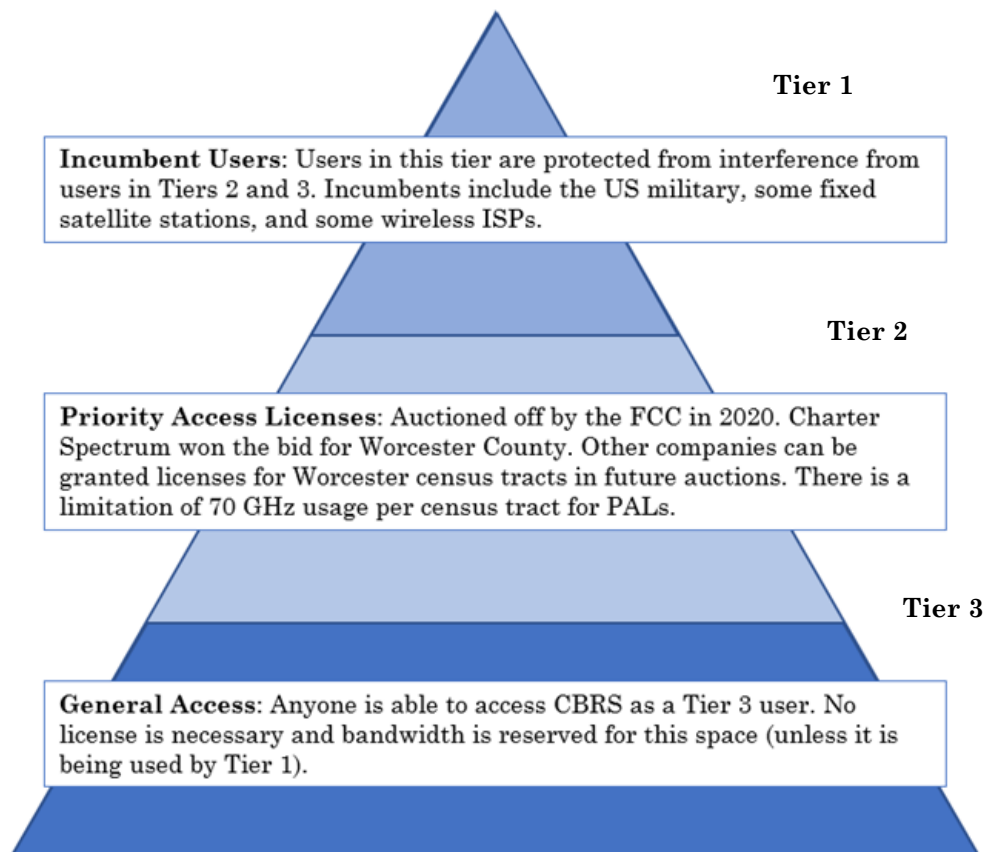 Tier 1
Incumbent Users: Users in this tier are protected from interference from
users in Tiers 2 and 3. Incumbents include the US military, some fixed
satellite stations, and some wireless ISPs.
Tier 2
Priority Access Licenses: Auctioned off by the FCC in 2020. Charter
Spectrum won the bid for Worcester County. Other companies can be
granted licenses for Worcester census tracts in future auctions. There is a
limitation of 70 GHz usage per census tract for PALs.
Tier 3
General Access: Anyone is able to access CBRS as a Tier 3 user. No
license is necessary and bandwidth is reserved for this space (unless it is
being used by Tier 1).